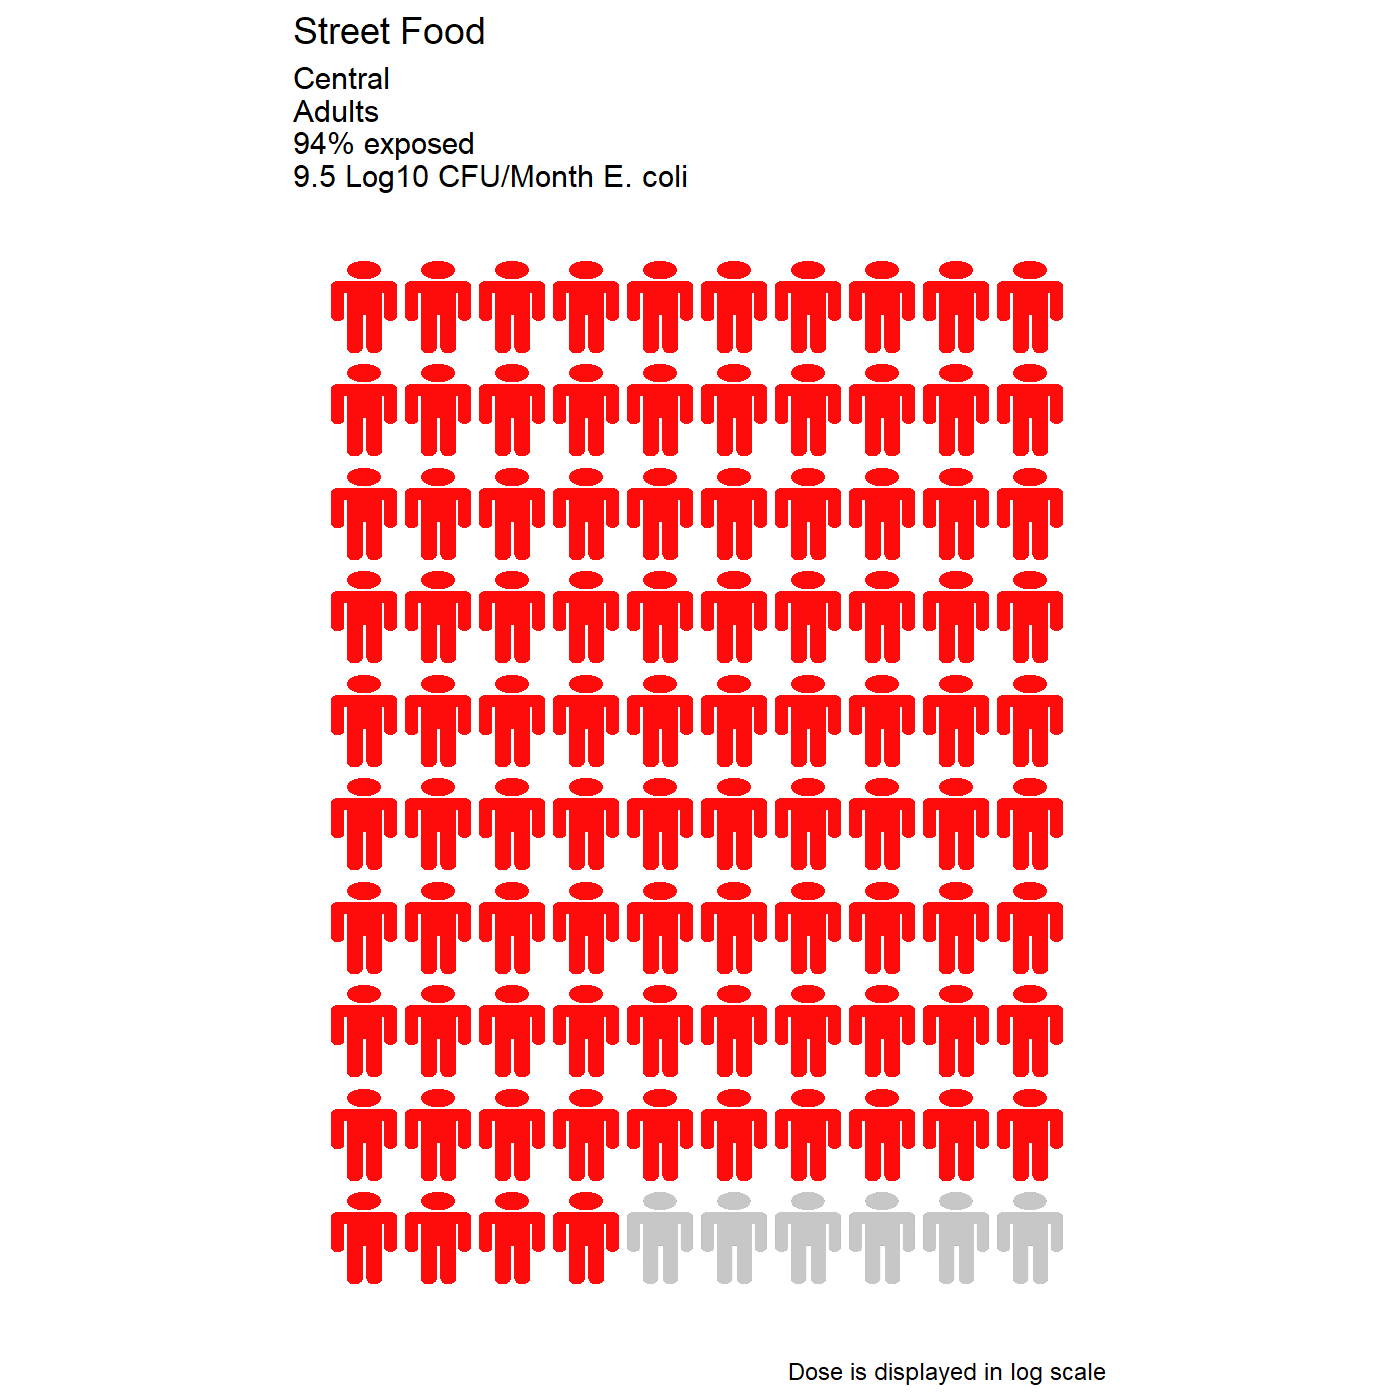 Street Food
Central
Adults
94% exposed
9.5 Log10 CFU/Month E. coli
Dose is displayed in log scale